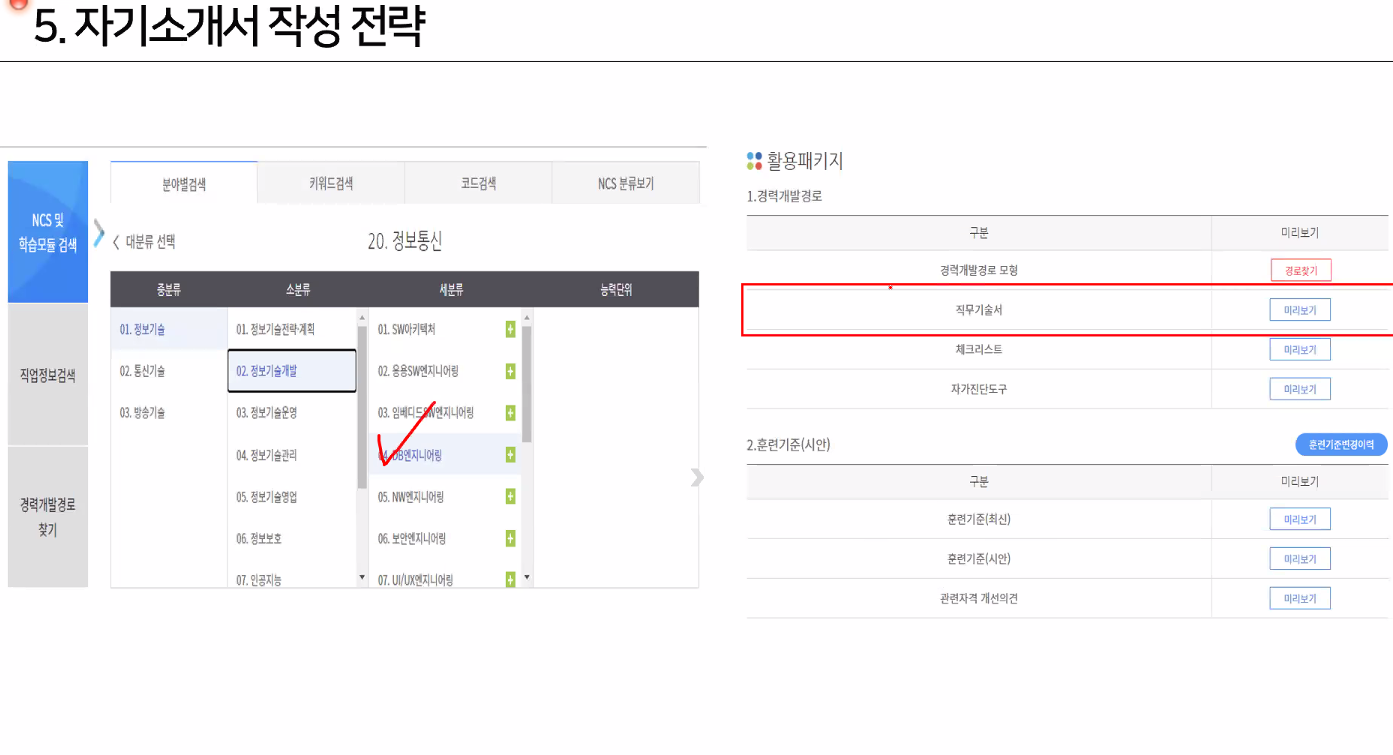 5. 자기소개서 작성 전략
NCS 및
학습모듈 검색
직업정보검색
경력개발경로
찾기
분야별검색 키워드검색 코드검색 NCS 분류보기
대분류 선택 20. 정보통신
중분류 소분류 세분류 능력단위
01. 정보기술 01. 정보기술전략·계획 01. SW아키텍처
02. 통신기술 02. 정보기술개발 02. 응용SW엔지니어링
03. 방송기술 03. 정보기술운영 03. 임베디드SW엔지니어링
04. 정보기술관리 04. DB엔지니어링
05. 정보기술영업 05. NW엔지니어링
06. 정보보호 06. 보안엔지니어링
07. 인공지능 07. UI/UX엔지니어링
활용패키지
1.경력개발경로
구분 미리보기
경력개발경로 모형 경로찾기
직무기술서 미리보기
체크리스트 미리보기
자가진단도구 미리보기
2.훈련기준(시안) 훈련기준변경이력
구분 미리보기
훈련기준(최신) 미리보기
훈련기준(시안) 미리보기
관련자격 개선의견 미리보기